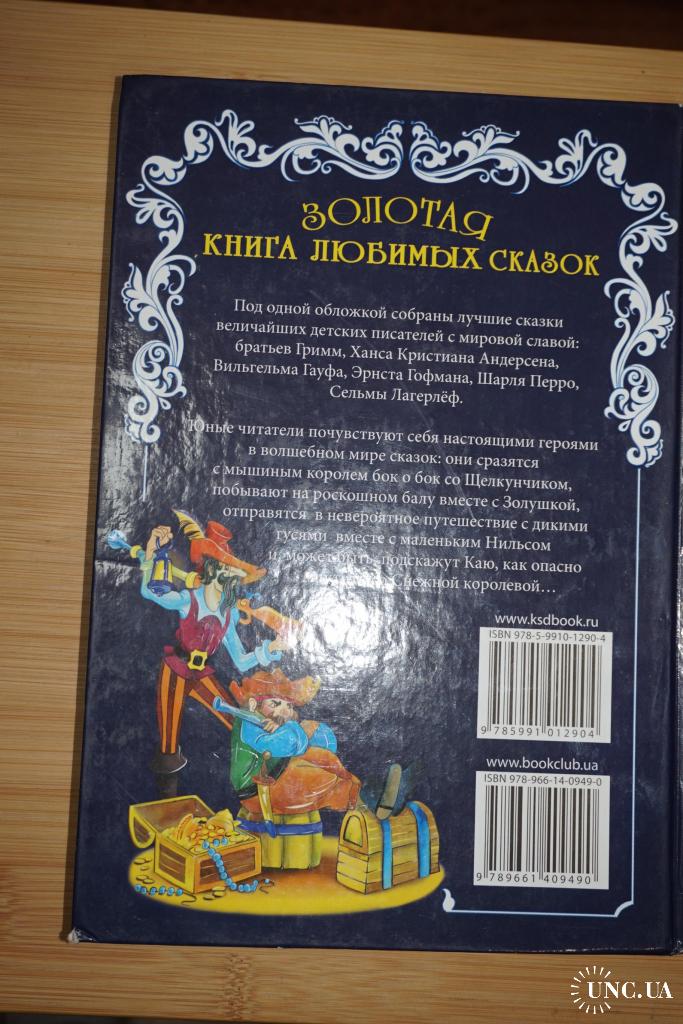 ЗОЛОТАЯ
КНИГА ЛЮБИМЫХ СКАЗОК
Под одной обложкой собраны лучшие сказки
величайших детских писателей с мировой славой:
братьев Гримм, Ханса Кристиана Андерсена,
Вильгельма Гауфа, Эрнста Гофмана, Шарля Перро,
Сельмы Лагерлёф.
Юные читатели почувствуют себя настоящими героями
в волшебном мире сказок: они сразятся
с мышиным королем бок о бок со Щелкунчиком,
побывают на роскошном балу вместе с Золушкой,
отправятся в невероятное путешествие с дикими
гусями вместе с маленьким Нильсом
и, может быть, подскажут Каю, как опасно
Снежной королевой...
www.ksdbook.ru
ISBN 978-5-9910-1290-4
9 785991 012904
www.bookclub.ua
ISBN 978-966-14-0949-0
9 789661 409490
UNC.UA